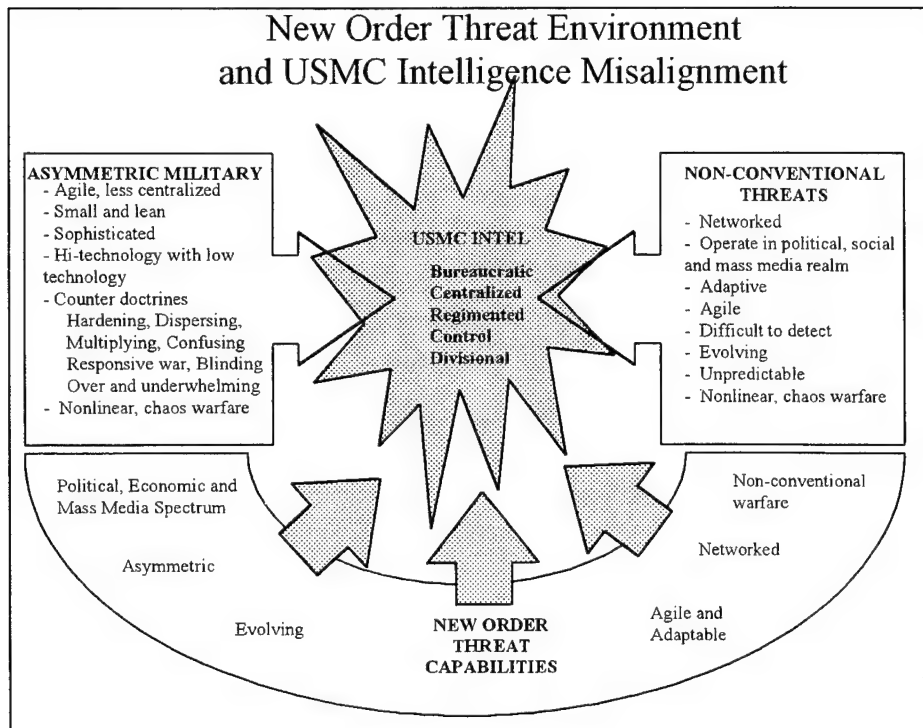 New Order Threat Environment
and USMC Intelligence Misalignment
ASYMMETRIC MILITARY
- Agile, less centralized
- Small and lean
- Sophisticated
- Hi-technology with low
technology
- Counter doctrines
Hardening, Dispersing,
Multiplying, Confusing
Responsive war, Blinding
Over and underwhelming
- Nonlinear, chaos warfare
USMC INTEL
Bureaucratic
Centralized
Regimented
Control
Divisional
NON-CONVENTIONAL
THREATS
- Networked
- Operate in political, social
and mass media realm
- Adaptive
- Agile
- Difficult to detect
- Evolving
- Unpredictable
- Nonlinear, chaos warfare
Political, Economic and
Mass Media Spectrum
Asymmetric
Evolving
NEW ORDER
THREAT
CAPABILITIES
Non-conventional
warfare
Networked
Agile and
Adaptable